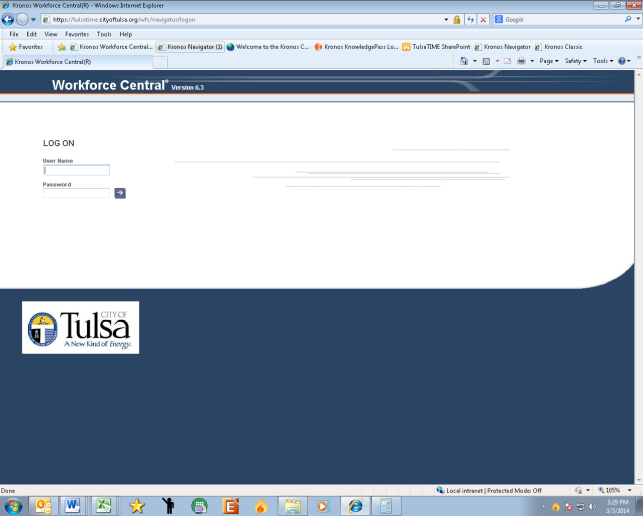 Kronos Workforce Central(R) - Windows Internet Explorer
https://tulsatime.cityoftulsa.org/wfc/navigator/logon
Google
File Edit View Favorites Tools Help
Favorites Kronos Workforce Central... Kronos Navigator (1) Welcome to the Kronos C... Kronos KnowledgePass Lo... TulsaTIME SharePoint Kronos Navigator Kronos Classic
Kronos Workforce Central(R)
Page Safety Tools
Workforce Central® Version 6.3
LOG ON
User Name
Password
CITY OF
Tulsa
A New Kind of Energy.
Done
Local intranet | Protected Mode: Off
105%
3:29 PM
3/3/2014